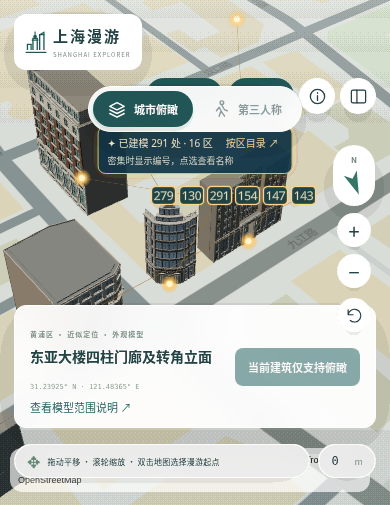 上海漫游
SHANGHAI EXPLORER
城市俯瞰
第三人称
✦ 已建模 291 处 · 16 区 按区目录 ↗
密集时显示编号，点选查看名称
N
279 130 291 154 147 143
九江路
+
−
黄浦区 · 近似定位 · 外观模型
东亚大楼四柱门廊及转角立面
当前建筑仅支持俯瞰
31.23925° N · 121.48365° E
查看模型范围说明 ↗
拖动平移 · 滚轮缩放 · 双击地图选择漫游起点
0 m
OpenStreetMap